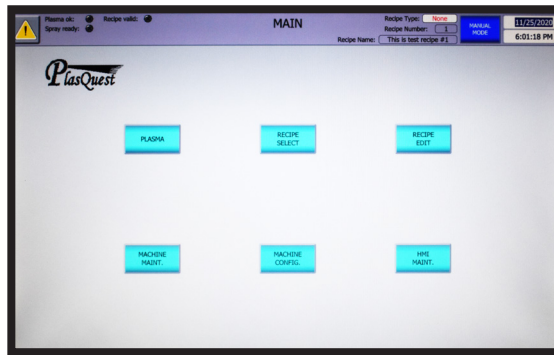 Plasma ok:
Recipe valid:
Spray ready:
MAIN
Recipe Type: None
Recipe Number: 1
Recipe Name: This is test recipe #1
MANUAL
MODE
11/25/2020
6:01:18 PM
PlasQuest
PLASMA
RECIPE
SELECT
RECIPE
EDIT
MACHINE
MAINT.
MACHINE
CONFIG.
HMI
MAINT.